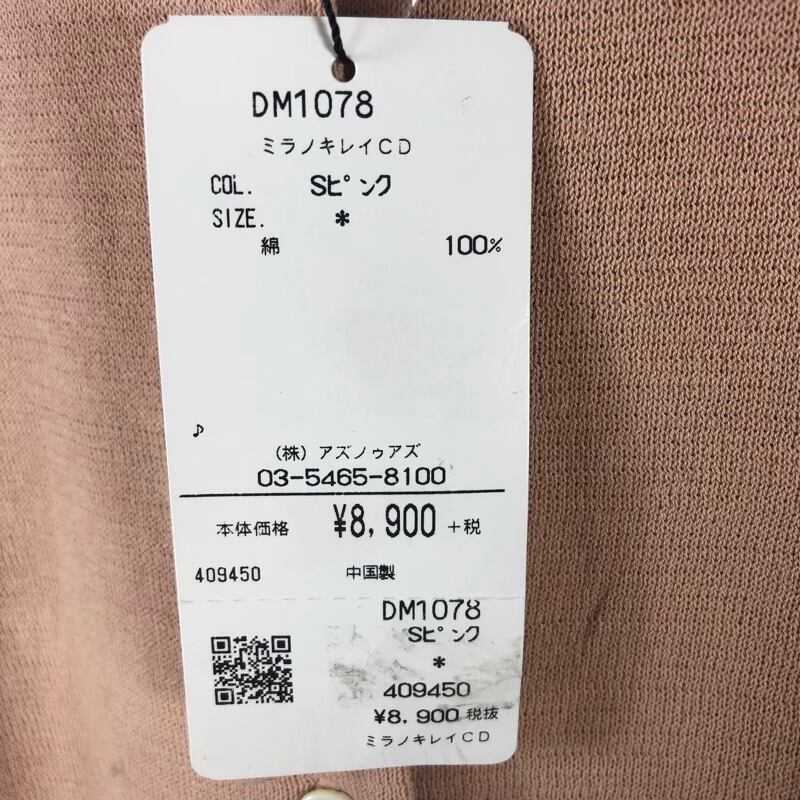 DM1078
ミラノキレイCD
COL. Sピンク
SIZE. *
綿 100%
♪
(株) アズノゥアズ
03-5465-8100
本体価格 ¥8,900 +税
409450 中国製
DM1078
Sピンク
*
409450
¥8,900 税抜
ミラノキレイCD